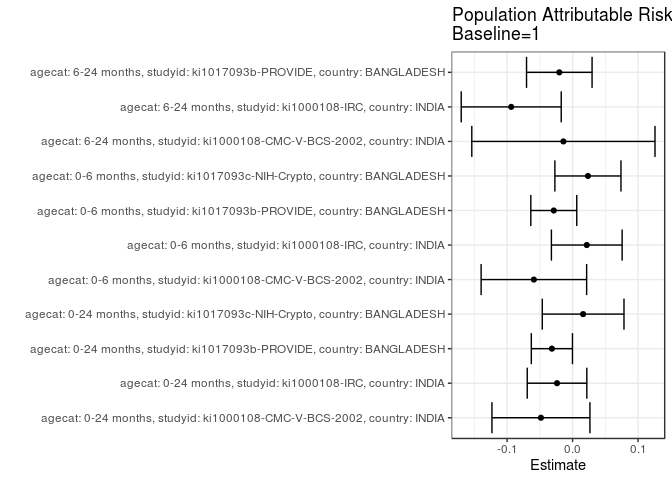 Population Attributable Risk
Baseline=1
agecat: 6-24 months, studyid: ki1017093b-PROVIDE, country: BANGLADESH
agecat: 6-24 months, studyid: ki1000108-IRC, country: INDIA
agecat: 6-24 months, studyid: ki1000108-CMC-V-BCS-2002, country: INDIA
agecat: 0-6 months, studyid: ki1017093c-NIH-Crypto, country: BANGLADESH
agecat: 0-6 months, studyid: ki1017093b-PROVIDE, country: BANGLADESH
agecat: 0-6 months, studyid: ki1000108-IRC, country: INDIA
agecat: 0-6 months, studyid: ki1000108-CMC-V-BCS-2002, country: INDIA
agecat: 0-24 months, studyid: ki1017093c-NIH-Crypto, country: BANGLADESH
agecat: 0-24 months, studyid: ki1017093b-PROVIDE, country: BANGLADESH
agecat: 0-24 months, studyid: ki1000108-IRC, country: INDIA
agecat: 0-24 months, studyid: ki1000108-CMC-V-BCS-2002, country: INDIA
-0.1 0.0 0.1
Estimate